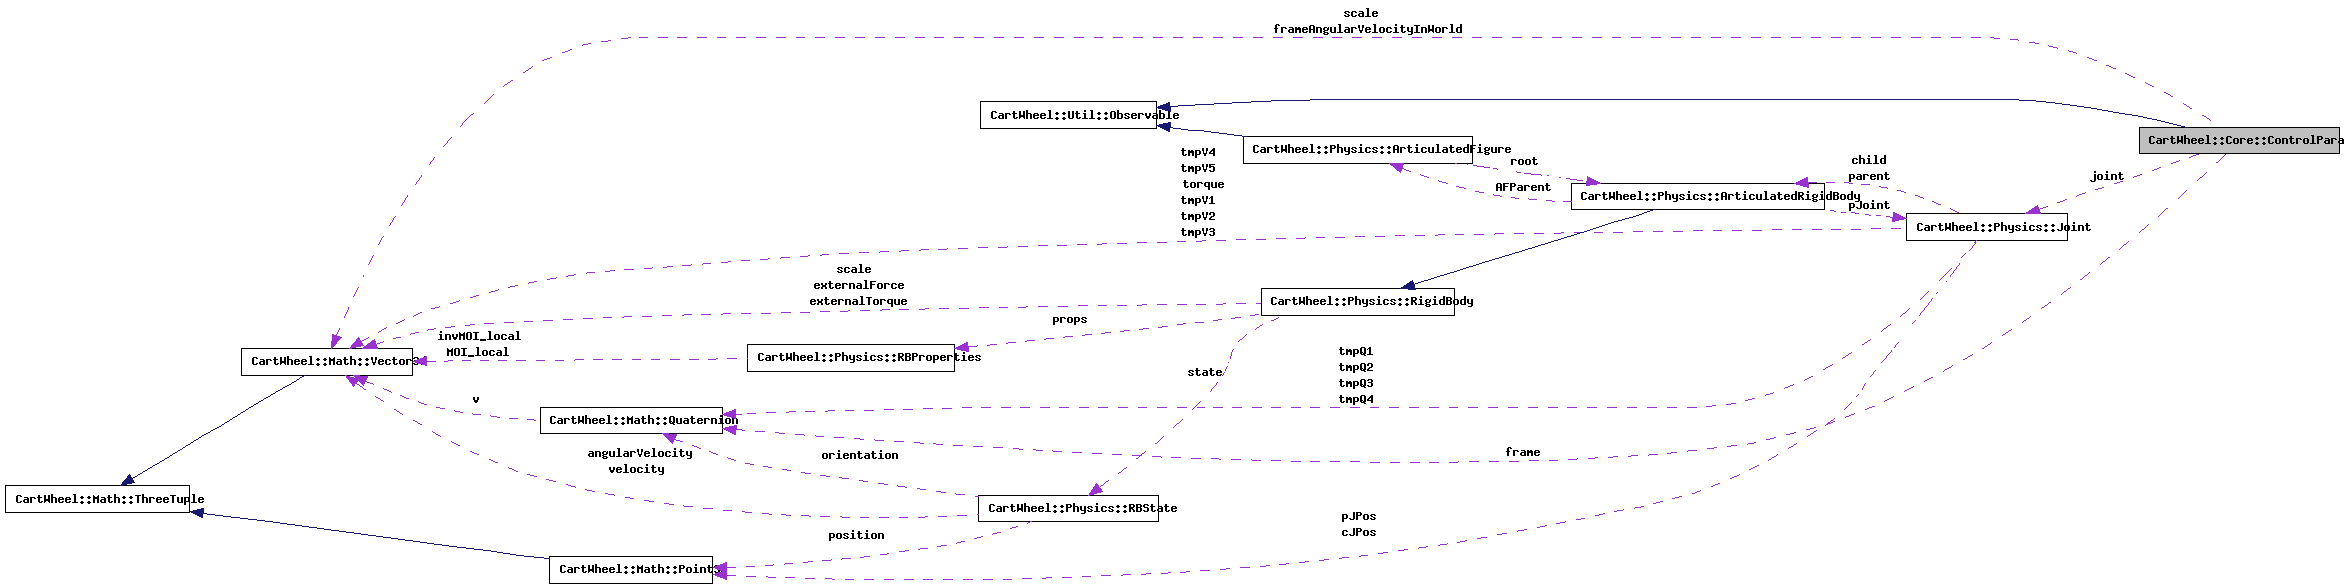 scale
frameAngularVelocityInWorld
CartWheel::Util::Observable
CartWheel::Core::ControlPara
CartWheel::Physics::ArticulatedFigure
tmpV4
tmpV5
torque
tmpV1
tmpV2
tmpV3
root
AFParent
child
parent
joint
CartWheel::Physics::ArticulatedRigidBody
pJoint
CartWheel::Physics::Joint
scale
externalForce
externalTorque
CartWheel::Physics::RigidBody
props
invMOI_local
MOI_local
CartWheel::Math::Vector3
CartWheel::Physics::RBProperties
tmpQ1
tmpQ2
tmpQ3
tmpQ4
state
v
CartWheel::Math::Quaternion
angularVelocity
velocity
orientation
frame
CartWheel::Math::ThreeTuple
CartWheel::Physics::RBState
pJPos
cJPos
position
CartWheel::Math::Point3